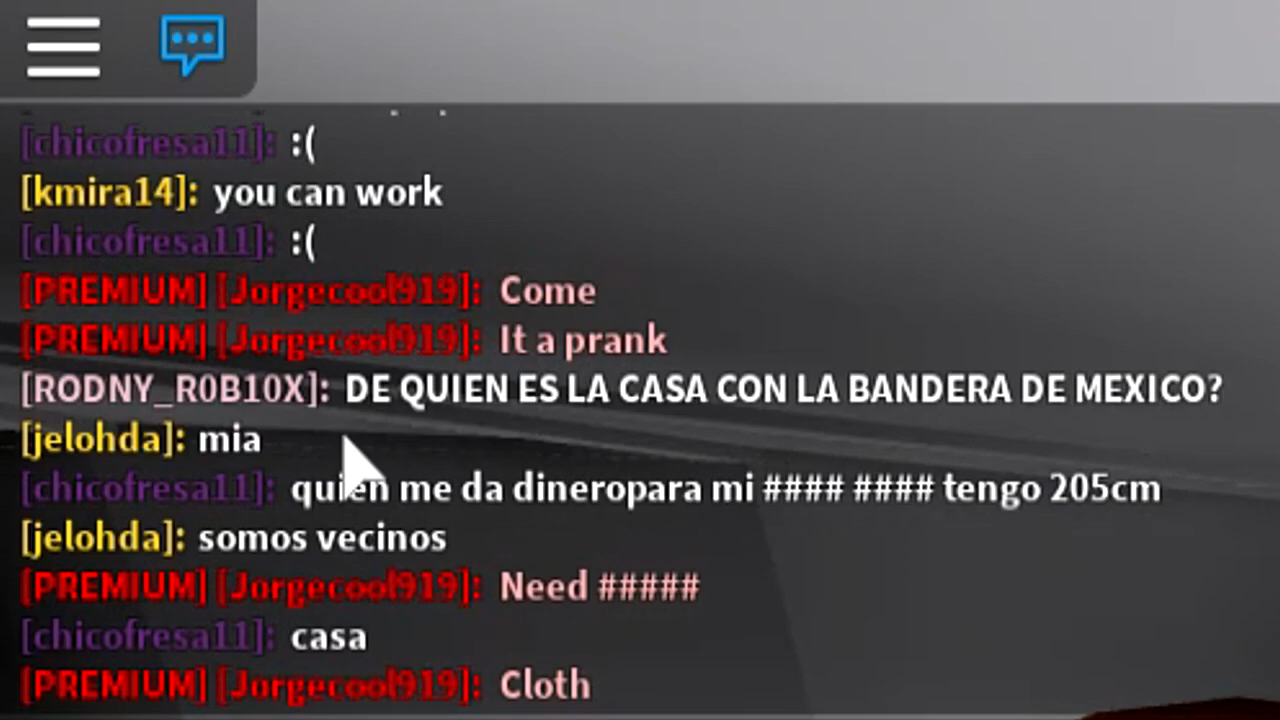 [chicofresa11]: :(
[kmira14]: you can work
[chicofresa11]: :(
[PREMIUM] [Jorgecool919]: Come
[PREMIUM] [Jorgecool919]: It a prank
[RODNY_R0B10X]: DE QUIEN ES LA CASA CON LA BANDERA DE MEXICO?
[jelohda]: mia
[chicofresa11]: quien me da dineropara mi #### #### tengo 205cm
[jelohda]: somos vecinos
[PREMIUM] [Jorgecool919]: Need #####
[chicofresa11]: casa
[PREMIUM] [Jorgecool919]: Cloth